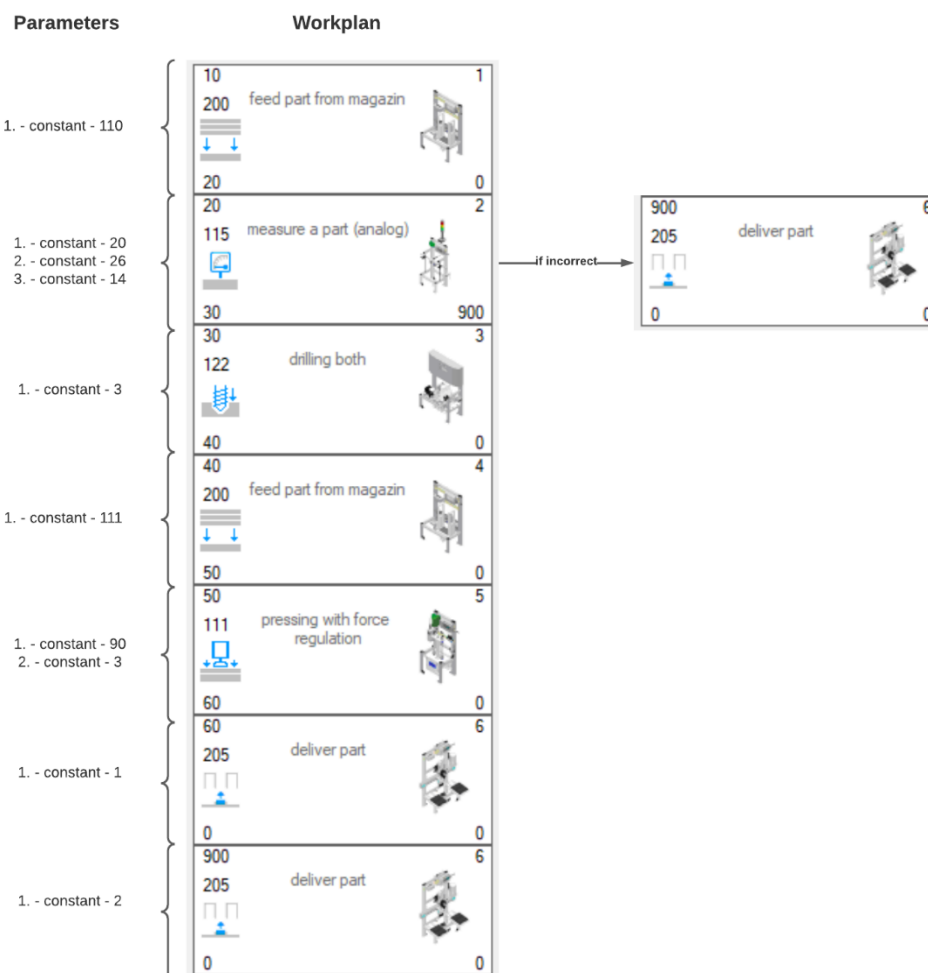 Parameters
Workplan
1. - constant - 110
10
1
200
feed part from magazin
20
0
1. - constant - 20
2. - constant - 26
3. - constant - 14
20
2
115
measure a part (analog)
30
900
if incorrect
900
6
205
deliver part
0
0
1. - constant - 3
30
3
122
drilling both
40
0
1. - constant - 111
40
4
200
feed part from magazin
50
0
1. - constant - 90
2. - constant - 3
50
5
111
pressing with force
regulation
60
0
1. - constant - 1
60
6
205
deliver part
0
0
1. - constant - 2
900
6
205
deliver part
0
0